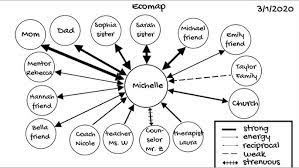 Ecomap
3/1/2020
Mom
Dad
Sophia
sister
Sarah
sister
Michael
friend
Emily
friend
Mentor
Rebecca
Taylor
Family
Michelle
Hannah
friend
Church
Bella
friend
Coach
Nicole
teacher
Ms. W
Coun-
selor
Mr. B
therapist
Laura
strong
energy
reciprocal
weak
strenuous